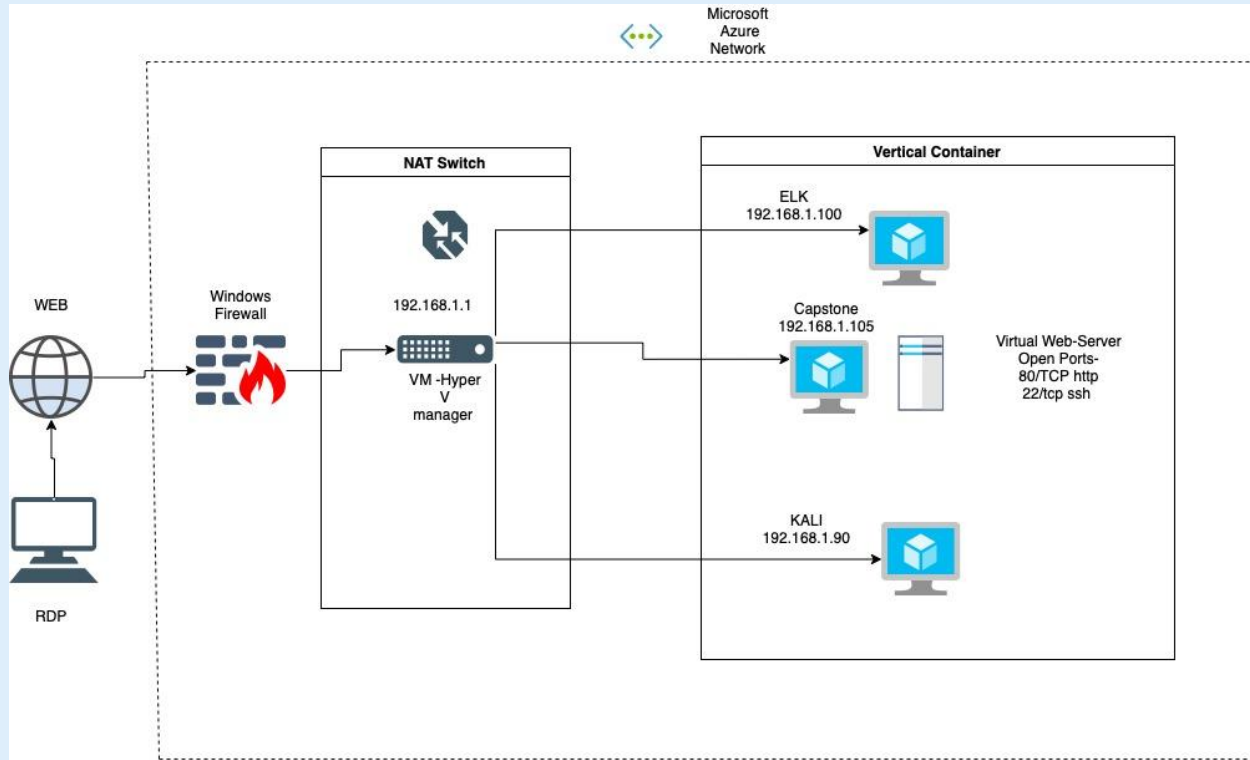 Microsoft
Azure
Network
NAT Switch
Vertical Container
ELK
192.168.1.100
WEB
Windows
Firewall
192.168.1.1
Capstone
192.168.1.105
Virtual Web-Server
Open Ports-
80/TCP http
22/tcp ssh
VM -Hyper
V
manager
KALI
192.168.1.90
RDP